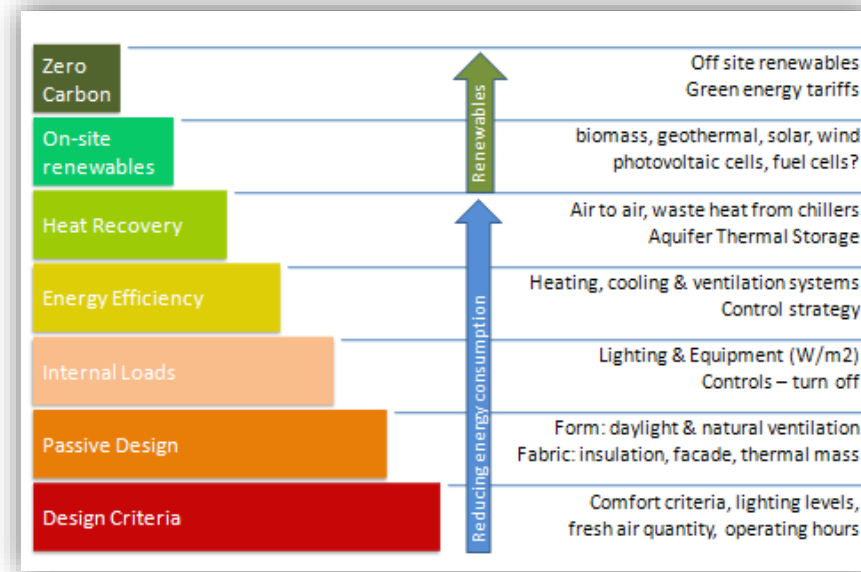 Zero
Carbon
Off site renewables
Green energy tariffs
On-site
renewables
biomass, geothermal, solar, wind
photovoltaic cells, fuel cells?
Renewables
Heat Recovery
Air to air, waste heat from chillers
Aquifer Thermal Storage
Energy Efficiency
Heating, cooling & ventilation systems
Control strategy
Internal Loads
Lighting & Equipment (W/m2)
Controls – turn off
Passive Design
Form: daylight & natural ventilation
Fabric: insulation, facade, thermal mass
Design Criteria
Comfort criteria, lighting levels,
fresh air quantity, operating hours
Reducing energy consumption